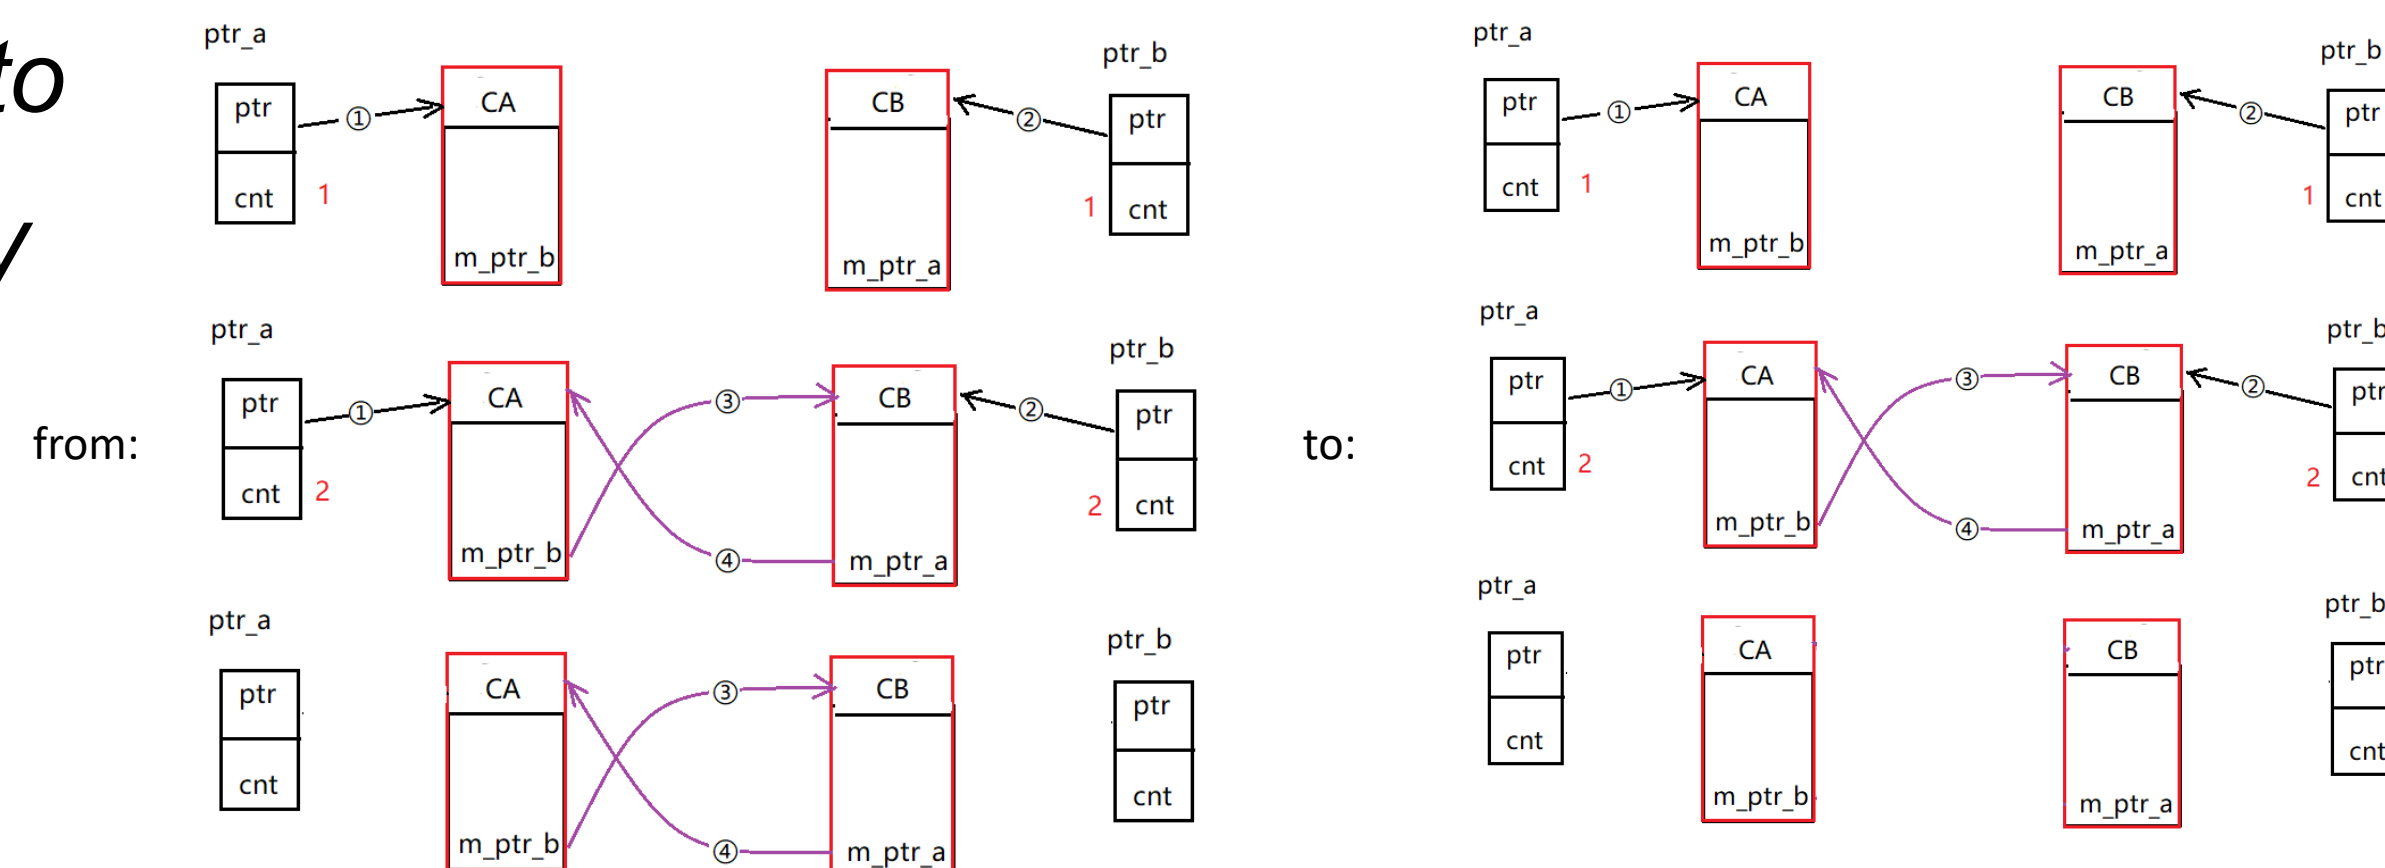 to
y
from:
ptr_a
ptr
cnt
1
①
CA
m_ptr_b
CB
m_ptr_a
②
ptr_b
ptr
cnt
1
ptr_a
ptr
cnt
2
①
CA
m_ptr_b
③
④
CB
m_ptr_a
②
ptr_b
ptr
cnt
2
ptr_a
ptr
cnt
CA
m_ptr_b
③
④
CB
m_ptr_a
ptr_b
ptr
cnt
to:
ptr_a
ptr
cnt
1
①
CA
m_ptr_b
CB
m_ptr_a
②
ptr_b
ptr
cnt
1
ptr_a
ptr
cnt
2
①
CA
m_ptr_b
③
④
CB
m_ptr_a
②
ptr_b
ptr
cnt
2
ptr_a
ptr
cnt
CA
m_ptr_b
CB
m_ptr_a
ptr_b
ptr
cnt